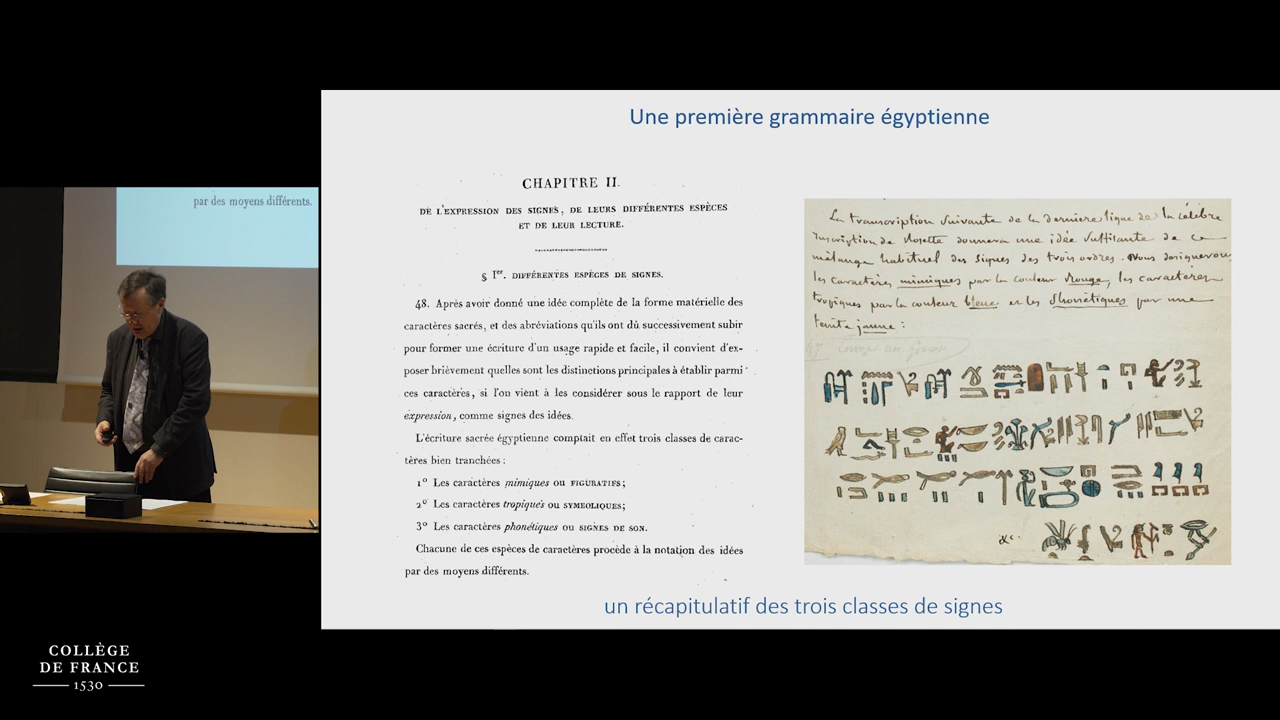 Une première grammaire égyptienne
par des moyens différents.
CHAPITRE II.
DE L'EXPRESSION DES SIGNES, DE LEURS DIFFÉRENTES ESPÈCES
ET DE LEUR LECTURE.
§ Ier. DIFFÉRENTES ESPÈCES DE SIGNES.
48. Après avoir donné une idée complète de la forme matérielle des
caractères sacrés, et des abréviations qu'ils ont dû successivement subir
pour former une écriture d'un usage rapide et facile, il convient d'ex-
poser brièvement quelles sont les distinctions principales à établir parmi
ces caractères, si l'on vient à les considérer sous le rapport de leur
expression, comme signes des idées.
L'écriture sacrée égyptienne comptait en effet trois classes de carac-
tères bien tranchées:
1° Les caractères mimiques ou FIGURATIFS;
2° Les caractères tropiques ou SYMBOLIQUES;
3° Les caractères phonétiques ou SIGNES DE SON.
Chacune de ces espèces de caractères procède à la notation des idées
par des moyens différents.
La transcription suivante de la dernière ligne de la célèbre
inscription de Rosette donnera une idée suffisante de ce
mélange habituel des signes des trois ordres. Nous designerons
les caractères mimiques par la couleur rouge, les caractères
tropiques par la couleur bleue et les phonétiques par une
teinte jaune:
&c.
un récapitulatif des trois classes de signes
COLLÈGE
DE FRANCE
1530